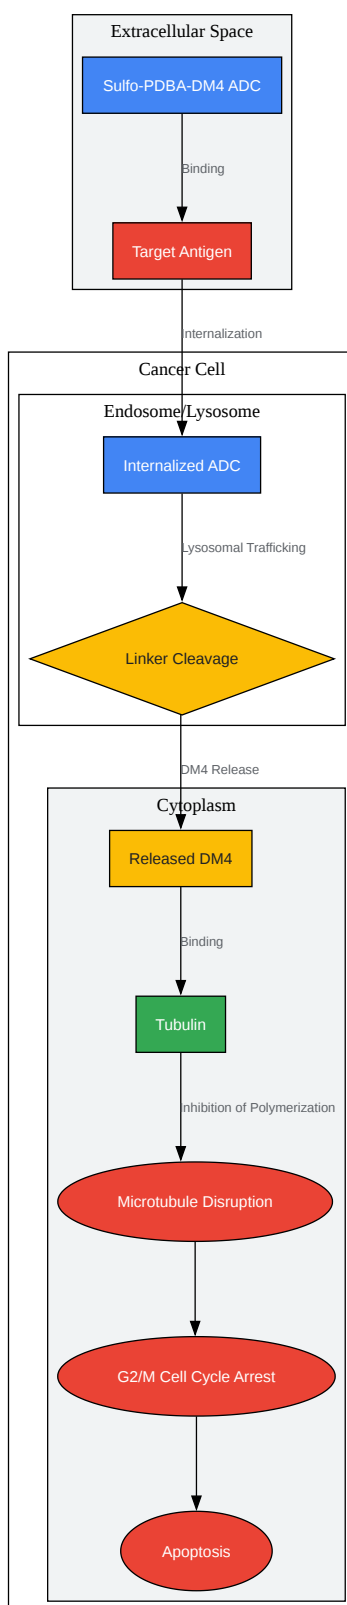 Extracellular Space
Sulfo-PDBA-DM4 ADC
Binding
Target Antigen
Internalization
Cancer Cell
Endosome/Lysosome
Internalized ADC
Lysosomal Trafficking
Linker Cleavage
DM4 Release
Cytoplasm
Released DM4
Binding
Tubulin
Inhibition of Polymerization
Microtubule Disruption
G2/M Cell Cycle Arrest
Apoptosis